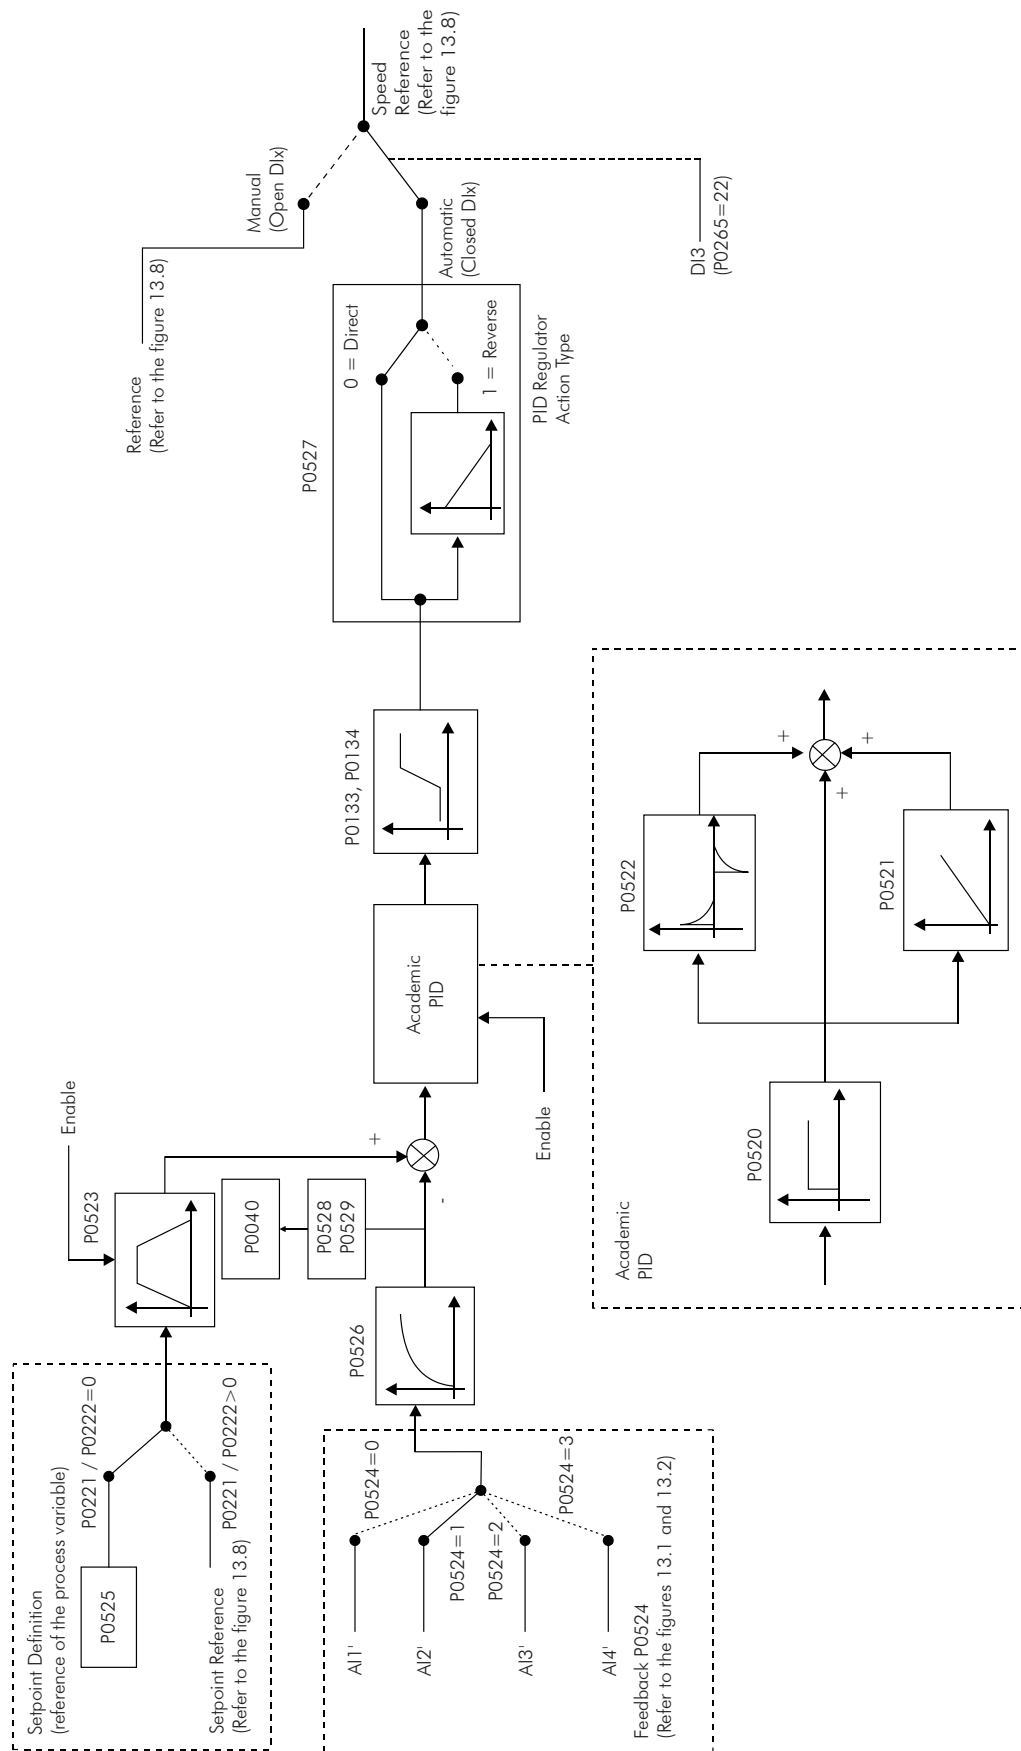 Setpoint Definition
(reference of the process variable)
P0525
P0221 / P0222=0
Setpoint Reference
(Refer to the figure 13.8)
P0221 / P0222>0
Enable
P0523
P0040
P0528
P0529
P0526
AI1'
AI2'
AI3'
AI4'
P0524=0
P0524=1
P0524=2
P0524=3
Feedback P0524
(Refer to the figures 13.1 and 13.2)
+
-
Enable
Academic
PID
P0133, P0134
P0527
0 = Direct
1 = Reverse
PID Regulator
Action Type
Reference
(Refer to the figure 13.8)
Manual
(Open DIx)
Automatic
(Closed DIx)
Speed
Reference
(Refer to the
figure 13.8)
DI3
(P0265=22)
Academic
PID
P0520
P0522
P0521
+
+
+